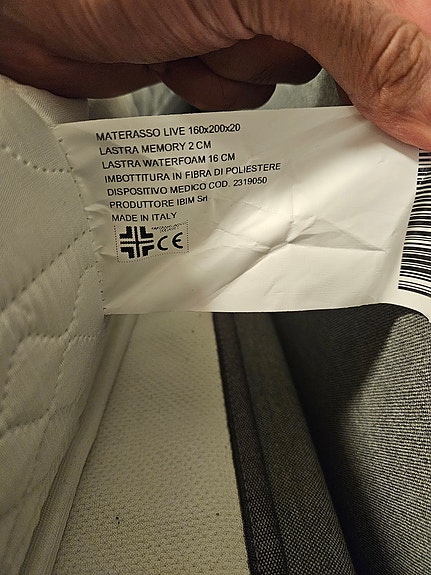 MATERASSO LIVE 160x200x20
LASTRA MEMORY 2 CM
LASTRA WATERFOAM 16 CM
IMBOTTITURA IN FIBRA DI POLIESTERE
DISPOSITIVO MEDICO COD. 2319050
PRODUTTORE IBIM Srl
MADE IN ITALY
CE